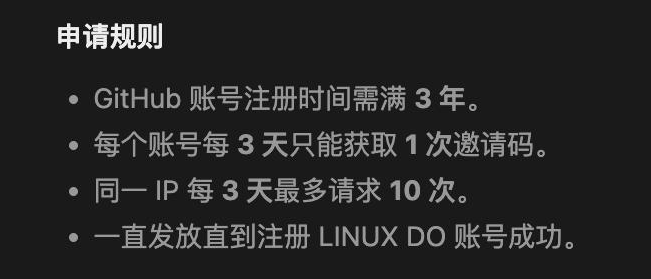 申请规则
• GitHub 账号注册时间需满 3 年。
• 每个账号每 3 天只能获取 1 次邀请码。
• 同一 IP 每 3 天最多请求 10 次。
• 一直发放直到注册 LINUX DO 账号成功。